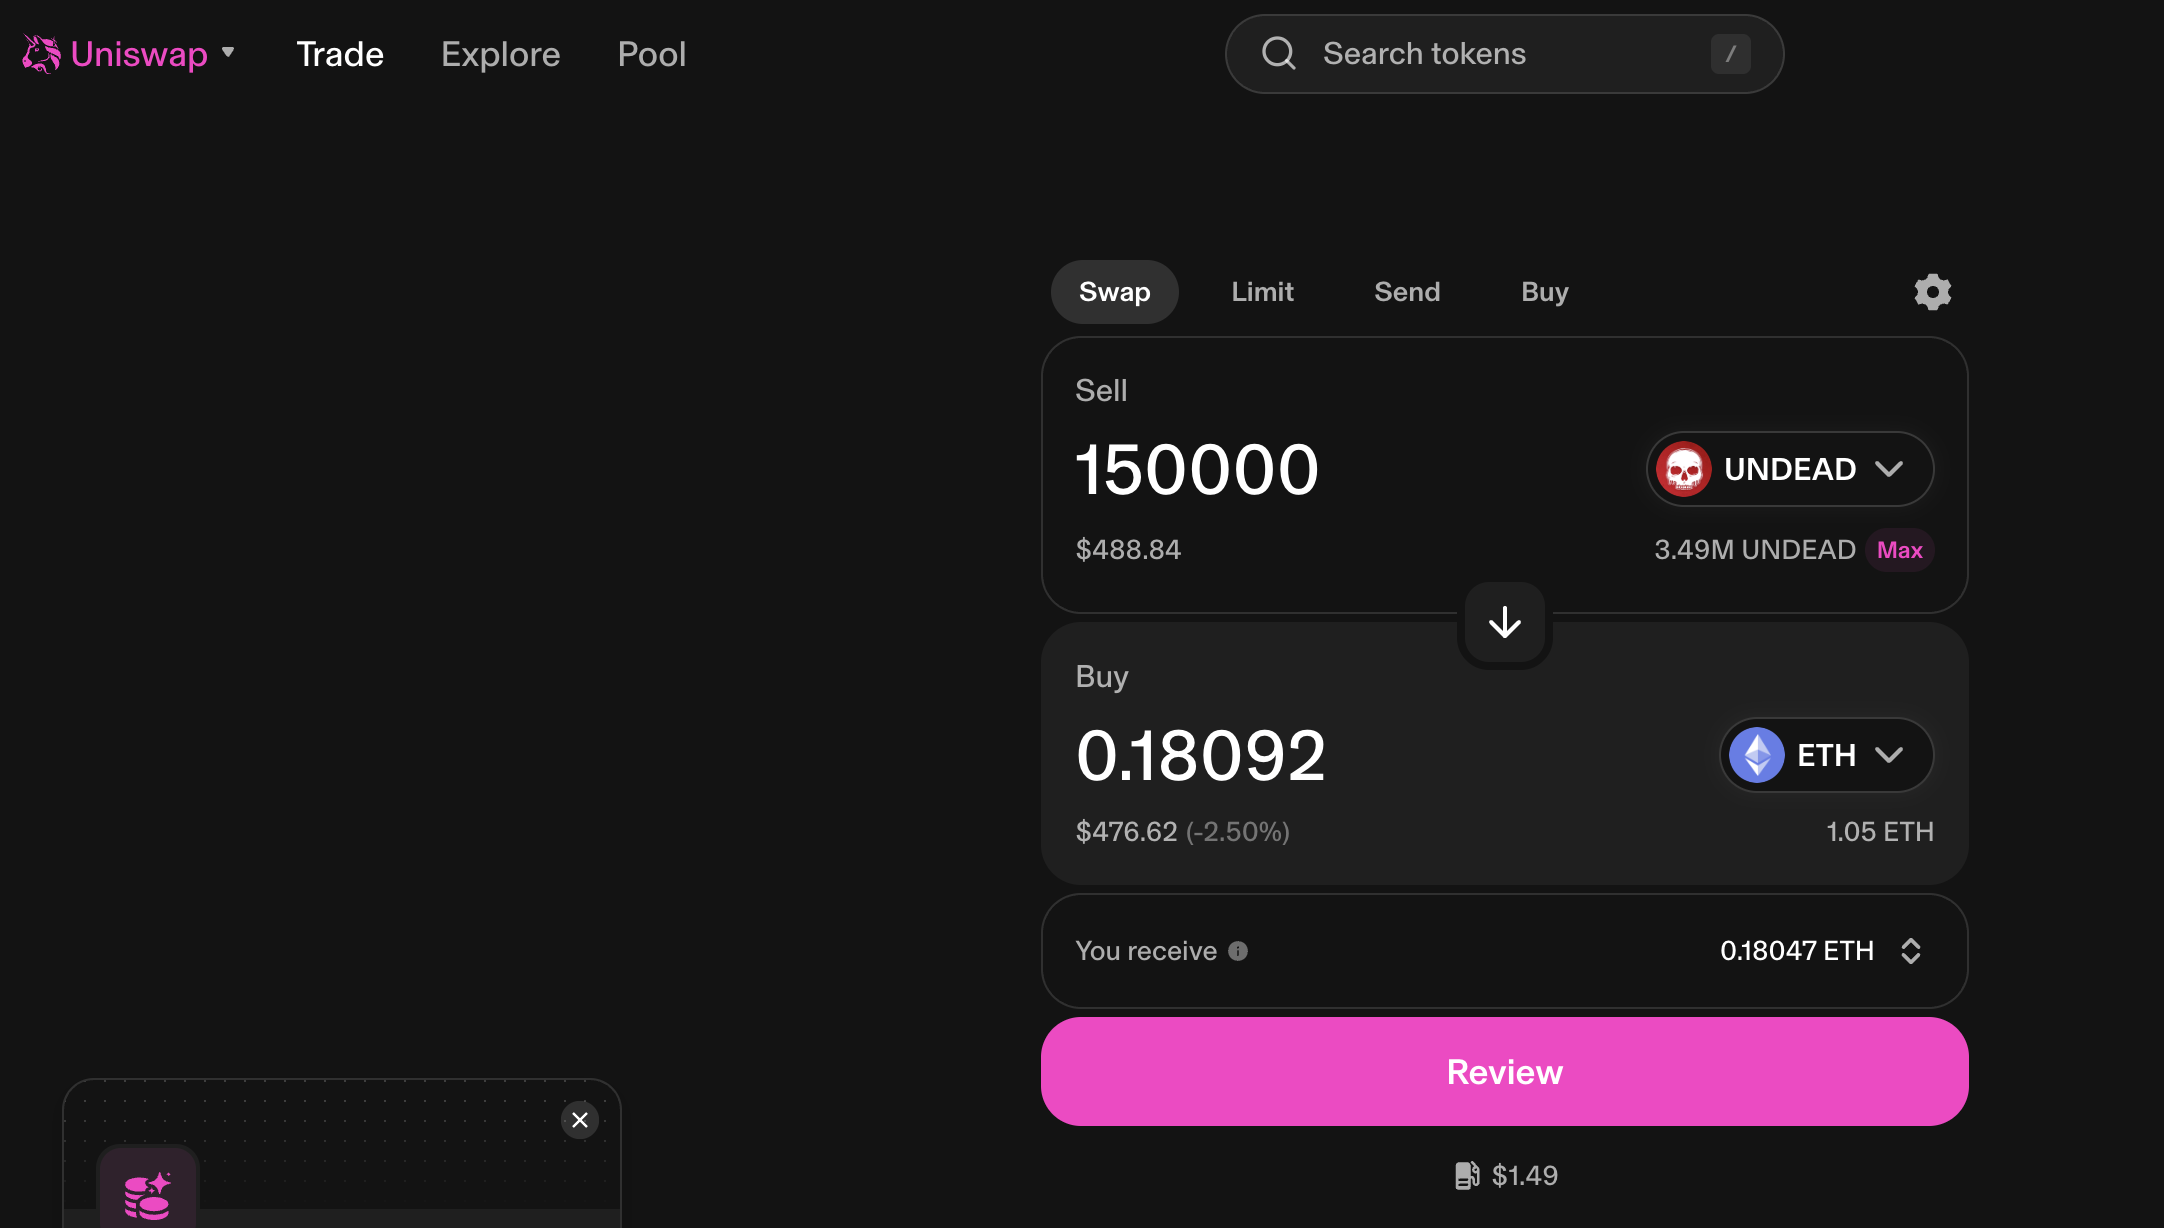 Uniswap Trade Explore Pool Search tokens /
Swap Limit Send Buy
Sell
150000 UNDEAD
$488.84 3.49M UNDEAD Max
Buy
0.18092 ETH
$476.62 (-2.50%) 1.05 ETH
You receive 0.18047 ETH
Review
$1.49